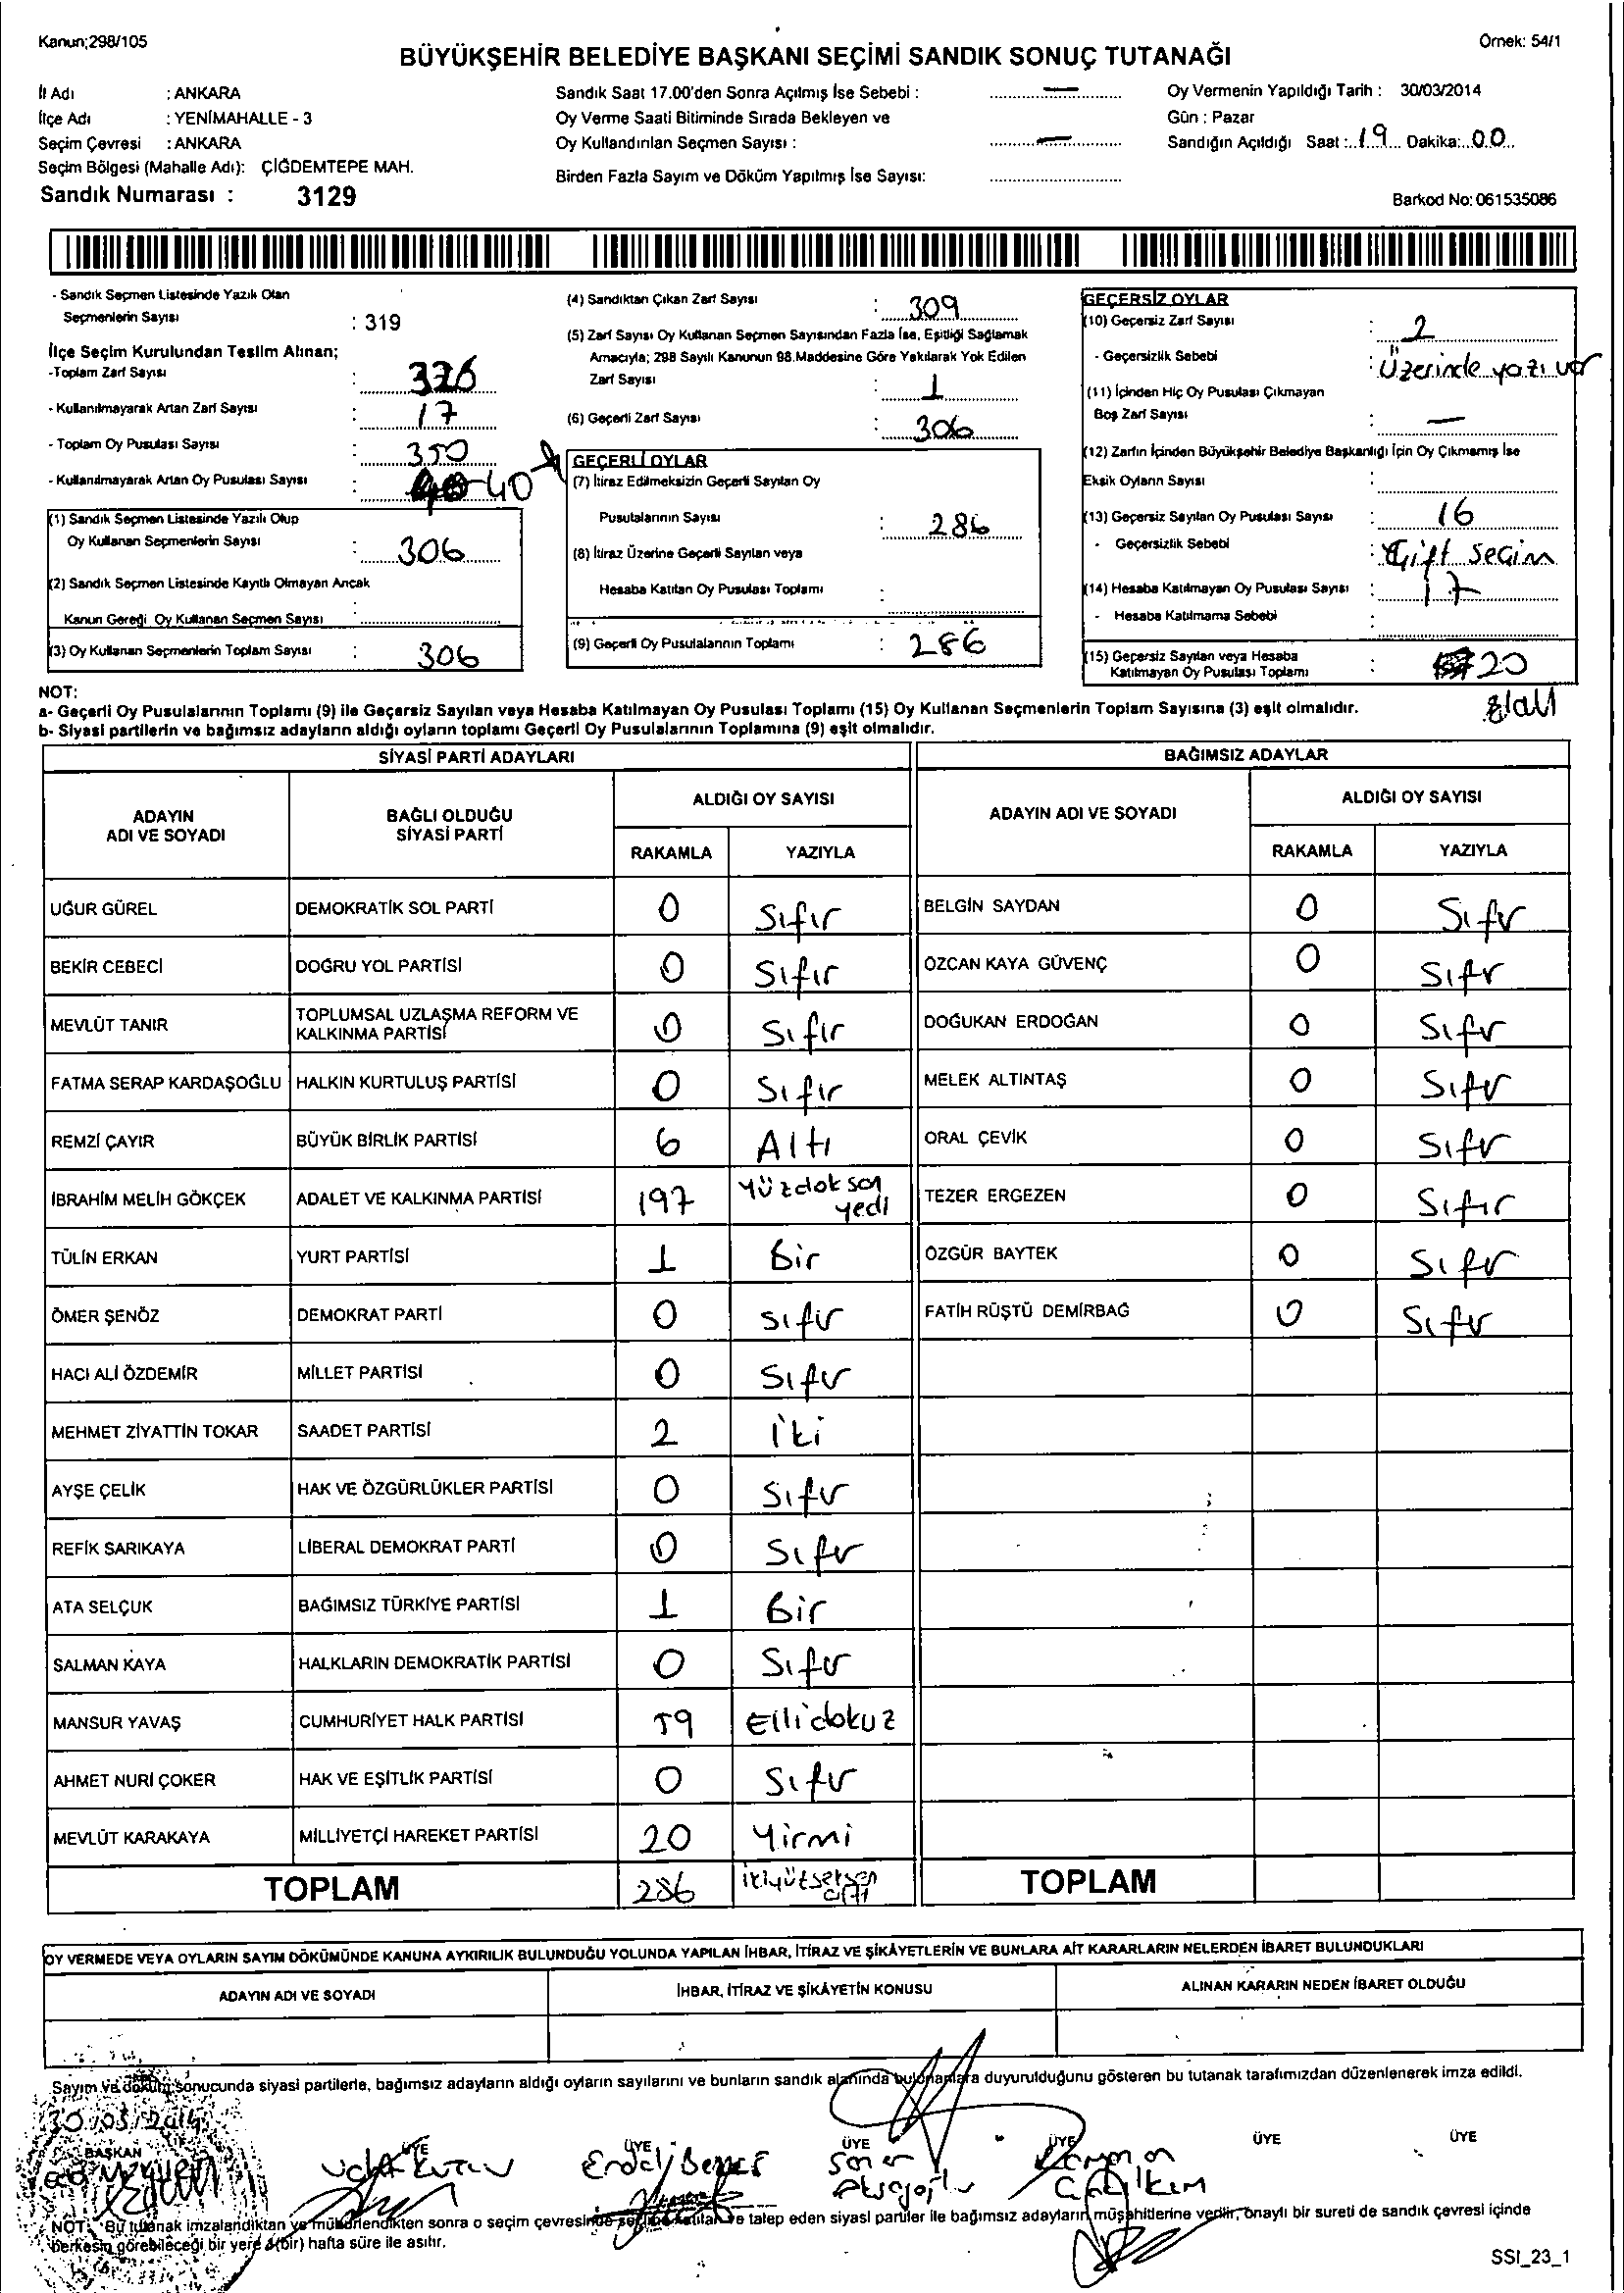 Kanun;298/105
Örnek: 54/1
BÜYÜKŞEHİR BELEDİYE BAŞKANI SEÇİMİ SANDIK SONUÇ TUTANAĞI
İl Adı : ANKARA
İlçe Adı : YENİMAHALLE - 3
Seçim Çevresi : ANKARA
Seçim Bölgesi (Mahalle Adı): ÇİĞDEMTEPE MAH.
Sandık Numarası : 3129
Sandık Saat 17.00'den Sonra Açılmış İse Sebebi : —
Oy Verme Saati Bitiminde Sırada Bekleyen ve
Oy Kullandırılan Seçmen Sayısı : —
Birden Fazla Sayım ve Döküm Yapılmış İse Sayısı:
Oy Vermenin Yapıldığı Tarih : 30/03/2014
Gün : Pazar
Sandığın Açıldığı Saat : 19 Dakika: 00
Barkod No: 061535086
- Sandık Seçmen Listesinde Yazılı Olan
Seçmenlerin Sayısı : 319
İlçe Seçim Kurulundan Teslim Alınan;
-Toplam Zarf Sayısı : 326
- Kullanılmayarak Artan Zarf Sayısı : 17
- Toplam Oy Pusulası Sayısı : 350
- Kullanılmayarak Artan Oy Pusulası Sayısı : 40
(1) Sandık Seçmen Listesinde Yazılı Olup
Oy Kullanan Seçmenlerin Sayısı : 306
(2) Sandık Seçmen Listesinde Kayıtlı Olmayan Ancak
Kanun Gereği Oy Kullanan Seçmen Sayısı :
(3) Oy Kullanan Seçmenlerin Toplam Sayısı : 306
(4) Sandıktan Çıkan Zarf Sayısı : 309
(5) Zarf Sayısı Oy Kullanan Seçmen Sayısından Fazla İse, Eşitliği Sağlamak
Amacıyla; 298 Sayılı Kanunun 98.Maddesine Göre Yakılarak Yok Edilen
Zarf Sayısı : 1
(6) Geçerli Zarf Sayısı : 306
GEÇERLİ OYLAR
(7) İtiraz Edilmeksizin Geçerli Sayılan Oy
Pusulalarının Sayısı : 286
(8) İtiraz Üzerine Geçerli Sayılan veya
Hesaba Katılan Oy Pusulası Toplamı :
(9) Geçerli Oy Pusulalarının Toplamı : 286
GEÇERSİZ OYLAR
(10) Geçersiz Zarf Sayısı : 2
- Geçersizlik Sebebi : Üzerinde yazı var
(11) İçinden Hiç Oy Pusulası Çıkmayan
Boş Zarf Sayısı : —
(12) Zarfın İçinden Büyükşehir Belediye Başkanlığı İçin Oy Çıkmamış İse
Eksik Oyların Sayısı :
(13) Geçersiz Sayılan Oy Pusulası Sayısı : 16
- Geçersizlik Sebebi : Çift seçim
(14) Hesaba Katılmayan Oy Pusulası Sayısı : 17
- Hesaba Katılmama Sebebi :
(15) Geçersiz Sayılan veya Hesaba
Katılmayan Oy Pusulası Toplamı : 20
NOT:
a- Geçerli Oy Pusulalarının Toplamı (9) ile Geçersiz Sayılan veya Hesaba Katılmayan Oy Pusulası Toplamı (15) Oy Kullanan Seçmenlerin Toplam Sayısına (3) eşit olmalıdır.
b- Siyasi partilerin ve bağımsız adayların aldığı oyların toplamı Geçerli Oy Pusulalarının Toplamına (9) eşit olmalıdır.
SİYASİ PARTİ ADAYLARI
ADAYIN ADI VE SOYADI BAĞLI OLDUĞU SİYASİ PARTİ ALDIĞI OY SAYISI RAKAMLA YAZIYLA
UĞUR GÜREL DEMOKRATİK SOL PARTİ 0 Sıfır
BEKİR CEBECİ DOĞRU YOL PARTİSİ 0 Sıfır
MEVLÜT TANIR TOPLUMSAL UZLAŞMA REFORM VE KALKINMA PARTİSİ 0 Sıfır
FATMA SERAP KARDAŞOĞLU HALKIN KURTULUŞ PARTİSİ 0 Sıfır
REMZİ ÇAYIR BÜYÜK BİRLİK PARTİSİ 6 Altı
İBRAHİM MELİH GÖKÇEK ADALET VE KALKINMA PARTİSİ 197 Yüzdoksan yedi
TÜLİN ERKAN YURT PARTİSİ 1 Bir
ÖMER ŞENÖZ DEMOKRAT PARTİ 0 sıfır
HACI ALİ ÖZDEMİR MİLLET PARTİSİ 0 Sıfır
MEHMET ZİYATTİN TOKAR SAADET PARTİSİ 2 İki
AYŞE ÇELİK HAK VE ÖZGÜRLÜKLER PARTİSİ 0 Sıfır
REFİK SARIKAYA LİBERAL DEMOKRAT PARTİ 0 Sıfır
ATA SELÇUK BAĞIMSIZ TÜRKİYE PARTİSİ 1 Bir
SALMAN KAYA HALKLARIN DEMOKRATİK PARTİSİ 0 Sıfır
MANSUR YAVAŞ CUMHURİYET HALK PARTİSİ 59 Ellidokuz
AHMET NURİ ÇOKER HAK VE EŞİTLİK PARTİSİ 0 Sıfır
MEVLÜT KARAKAYA MİLLİYETÇİ HAREKET PARTİSİ 20 Yirmi
TOPLAM 286 ikiyüzseksen altı
BAĞIMSIZ ADAYLAR
ADAYIN ADI VE SOYADI ALDIĞI OY SAYISI RAKAMLA YAZIYLA
BELGİN SAYDAN 0 Sıfır
ÖZCAN KAYA GÜVENÇ 0 Sıfır
DOĞUKAN ERDOĞAN 0 Sıfır
MELEK ALTINTAŞ 0 Sıfır
ORAL ÇEVİK 0 Sıfır
TEZER ERGEZEN 0 Sıfır
ÖZGÜR BAYTEK 0 Sıfır
FATİH RÜŞTÜ DEMİRBAĞ 0 Sıfır
TOPLAM
OY VERMEDE VEYA OYLARIN SAYIM DÖKÜMÜNDE KANUNA AYKIRILIK BULUNDUĞU YOLUNDA YAPILAN İHBAR, İTİRAZ VE ŞİKAYETLERİN VE BUNLARA AİT KARARLARIN NELERDEN İBARET BULUNDUKLARI
ADAYIN ADI VE SOYADI İHBAR, İTİRAZ VE ŞİKAYETİN KONUSU ALINAN KARARIN NEDEN İBARET OLDUĞU
Sayım ve döküm sonucunda siyasi partilerle, bağımsız adayların aldığı oyların sayılarını ve bunların sandık alanında bulunanlara duyurulduğunu gösteren bu tutanak tarafımızdan düzenlenerek imza edildi.
30/03/2014
BAŞKAN ÜYE ÜYE ÜYE ÜYE ÜYE ÜYE
NOT: Bu tutanak imzalandıktan ve mühürlendikten sonra o seçim çevresinde seçime katılan ve talep eden siyasi partiler ile bağımsız adayların müşahitlerine verilir, onaylı bir sureti de sandık çevresi içinde
herkesin görebileceği bir yere (bir) hafta süre ile asılır.
SSI_23_1